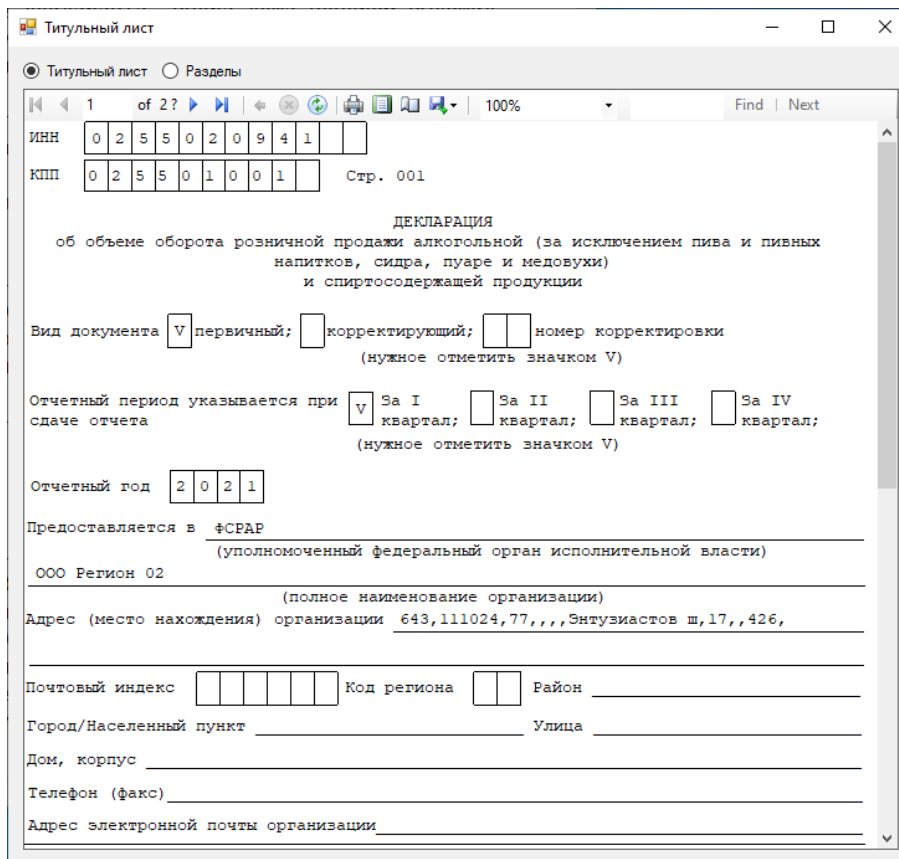 Титульный лист
Титульный лист Разделы
1 of 2? 100% Find | Next
ИНН 0 2 5 5 0 2 0 9 4 1
КПП 0 2 5 5 0 1 0 0 1 Стр. 001
ДЕКЛАРАЦИЯ
об объеме оборота розничной продажи алкогольной (за исключением пива и пивных
напитков, сидра, пуаре и медовухи)
и спиртосодержащей продукции
Вид документа V первичный; корректирующий; номер корректировки
(нужное отметить значком V)
Отчетный период указывается при V За I За II За III За IV
сдаче отчета квартал; квартал; квартал; квартал;
(нужное отметить значком V)
Отчетный год 2 0 2 1
Предоставляется в ФСРАР
(уполномоченный федеральный орган исполнительной власти)
ООО Регион 02
(полное наименование организации)
Адрес (место нахождения) организации 643,111024,77,,,,Энтузиастов ш,17,,426,
Почтовый индекс Код региона Район
Город/Населенный пункт Улица
Дом, корпус
Телефон (факс)
Адрес электронной почты организации